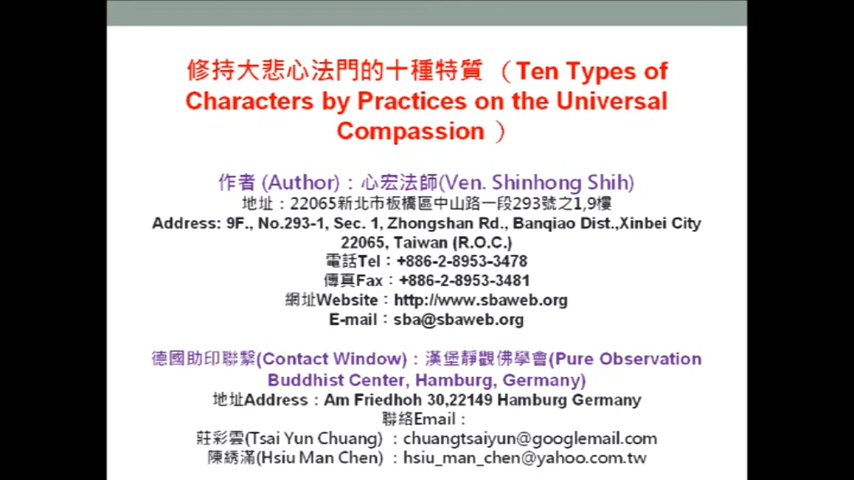 修持大悲心法門的十種特質 （Ten Types of
Characters by Practices on the Universal
Compassion ）
作者 (Author)：心宏法師(Ven. Shinhong Shih)
地址：22065新北市板橋區中山路一段293號之1,9樓
Address: 9F., No.293-1, Sec. 1, Zhongshan Rd., Banqiao Dist.,Xinbei City
22065, Taiwan (R.O.C.)
電話Tel：+886-2-8953-3478
傳真Fax：+886-2-8953-3481
網址Website：http://www.sbaweb.org
E-mail：sba@sbaweb.org
德國助印聯繫(Contact Window)：漢堡靜觀佛學會(Pure Observation
Buddhist Center, Hamburg, Germany)
地址Address：Am Friedhoh 30,22149 Hamburg Germany
聯絡Email：
莊彩雲(Tsai Yun Chuang) ：chuangtsaiyun@googlemail.com
陳綉滿(Hsiu Man Chen)：hsiu_man_chen@yahoo.com.tw